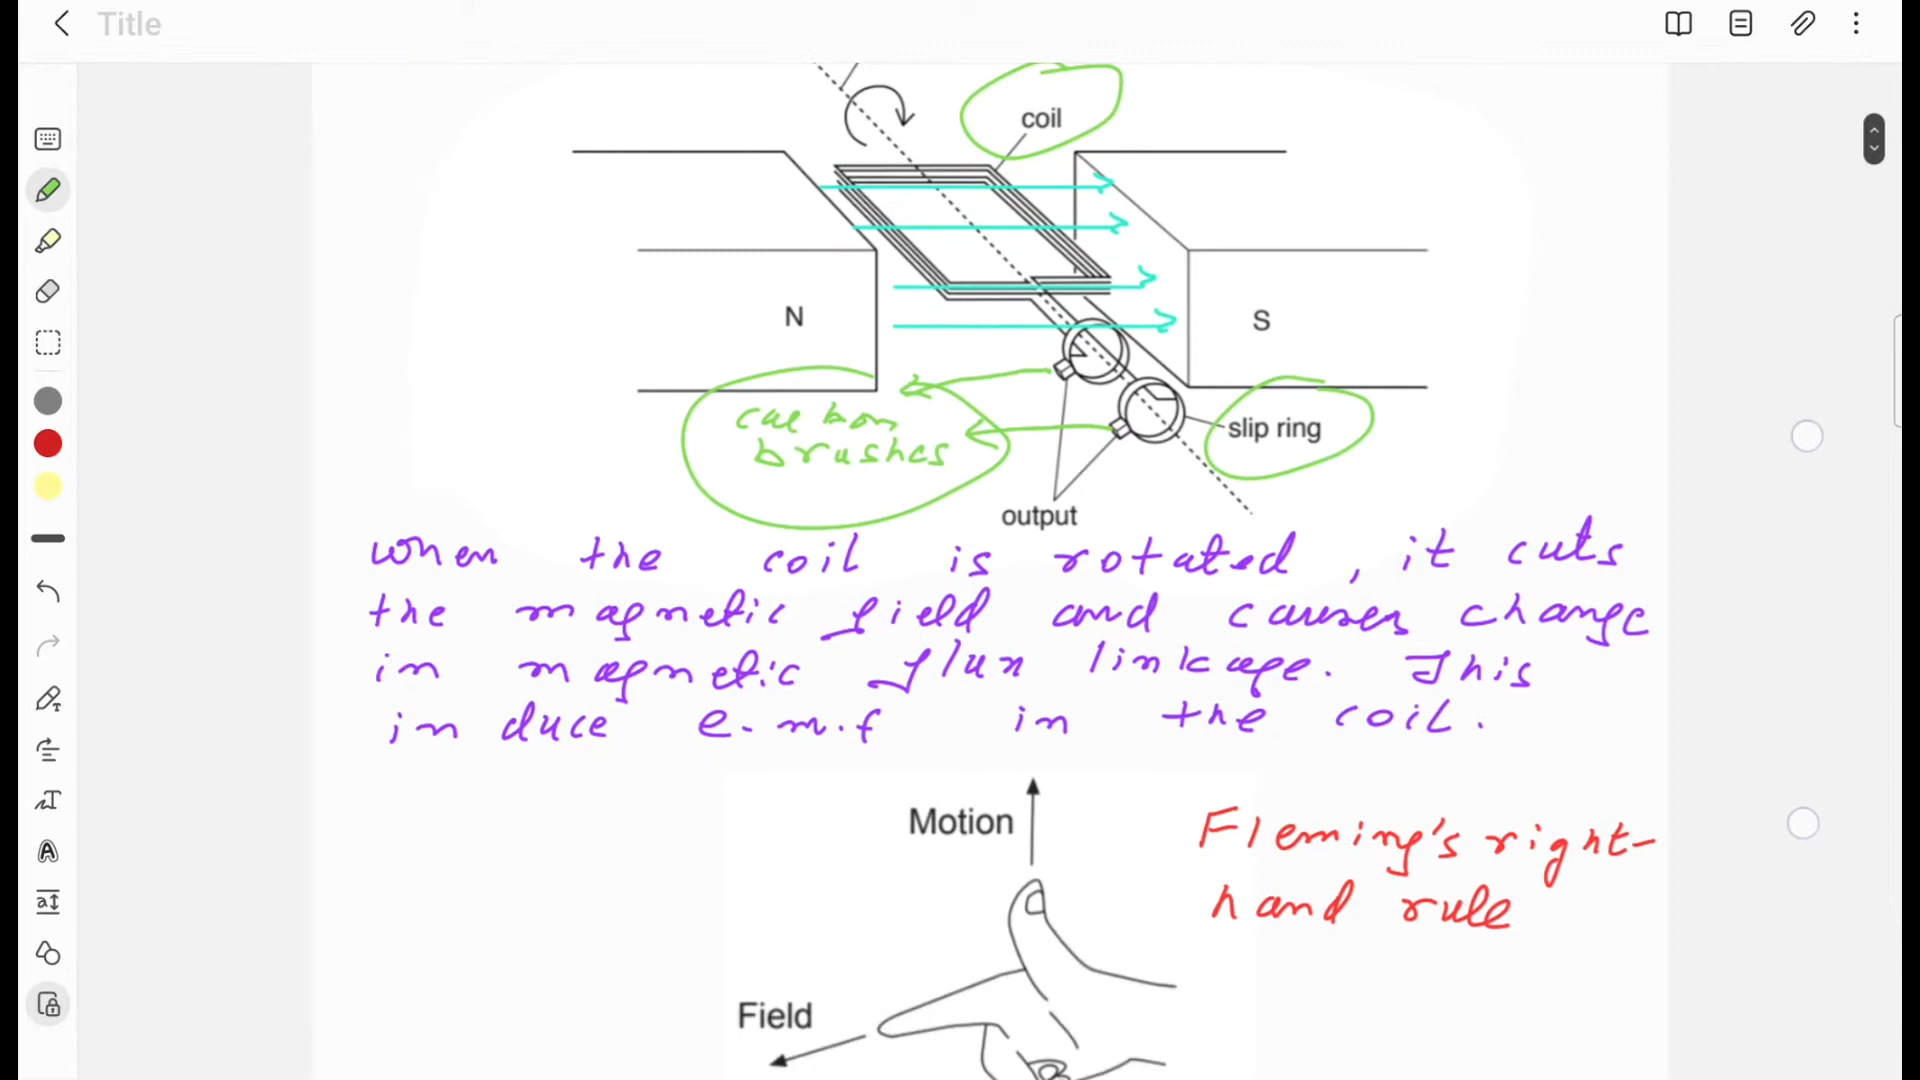 Title
coil
N
S
carbon
brushes
slip ring
output
when the coil is rotated, it cuts
the magnetic field and causes change
in magnetic flux linkage. This
induce e.m.f in the coil.
Motion
Fleming's right-
hand rule
Field